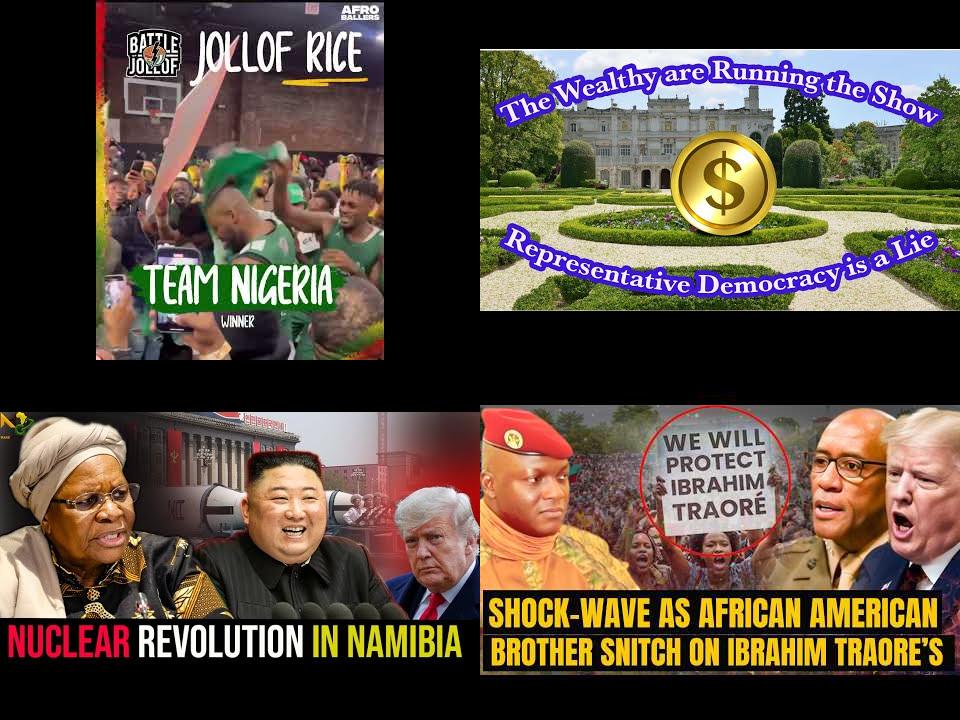 AFRO
BALLERS
BATTLE
JOLLOF
JOLLOF RICE
TEAM NIGERIA
WINNER
The Wealthy are Running the Show
$
Representative Democracy is a Lie
NUCLEAR REVOLUTION IN NAMIBIA
WE WILL
PROTECT
IBRAHIM
TRAORÉ
SHOCK-WAVE AS AFRICAN AMERICAN
BROTHER SNITCH ON IBRAHIM TRAORE'S